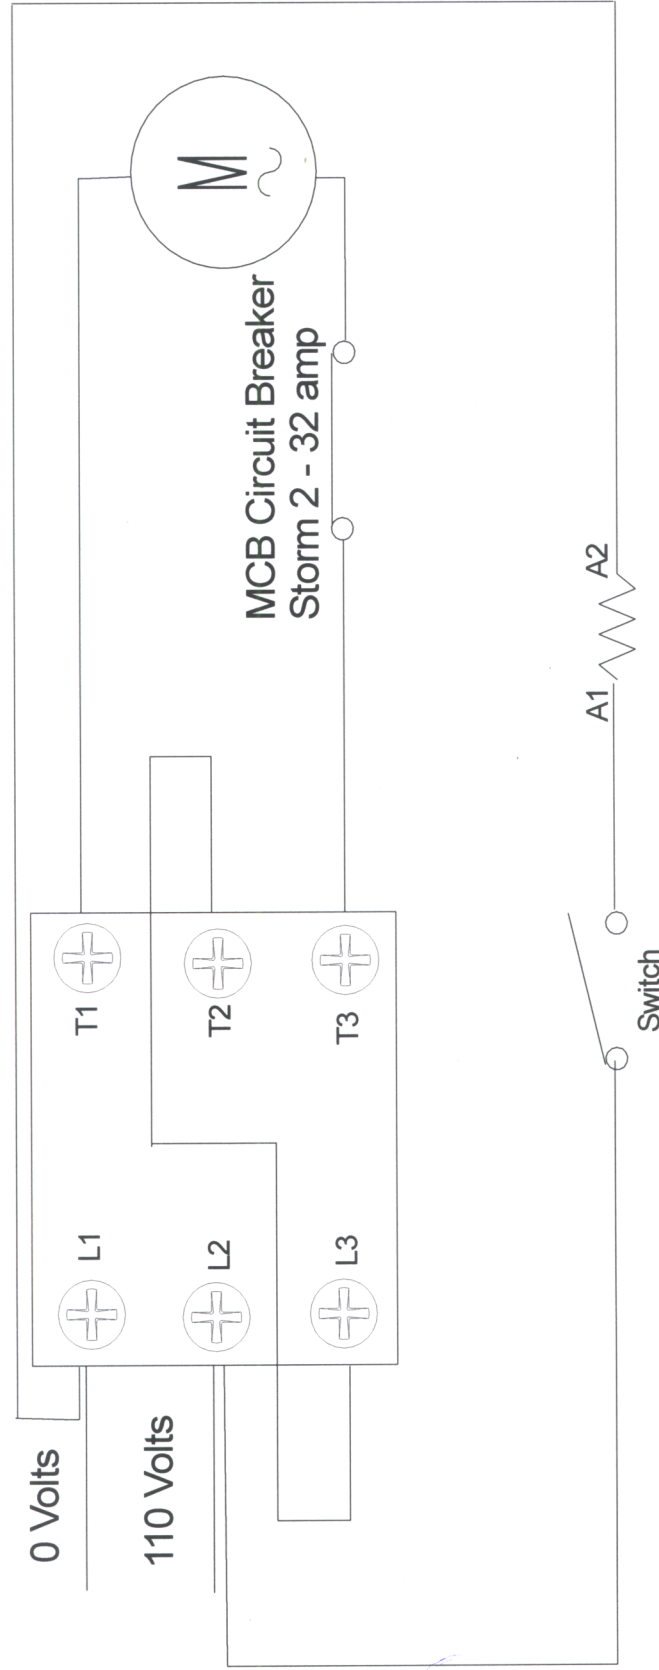 0 Volts
110 Volts
L1
L2
L3
T1
T2
T3
MCB Circuit Breaker
Storm 2 - 32 amp
M
Switch
A1
A2